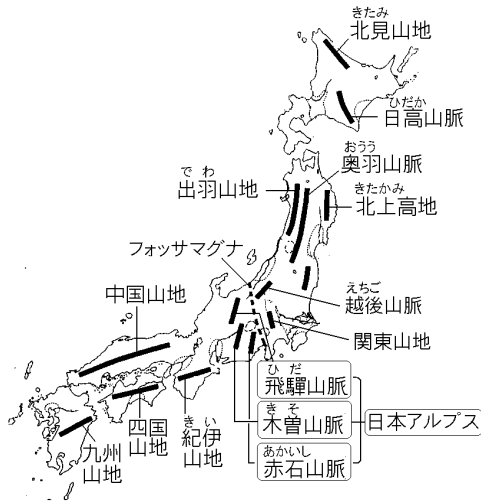 きたみ
北見山地
ひだか
日高山脈
おうう
奥羽山脈
でわ
出羽山地
きたかみ
北上高地
フォッサマグナ
えちご
越後山脈
中国山地
関東山地
ひだ
飛驒山脈
きそ
木曽山脈
日本アルプス
あかいし
赤石山脈
四国
山地
きい
紀伊
山地
九州
山地